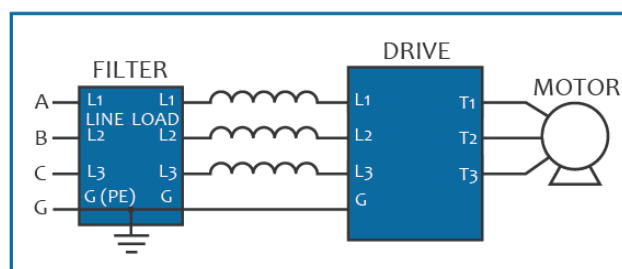 DRIVE
FILTER
MOTOR
A L1 L1 L1 T1
LINE LOAD
B L2 L2 L2 T2
C L3 L3 L3 T3
G G (PE) G G